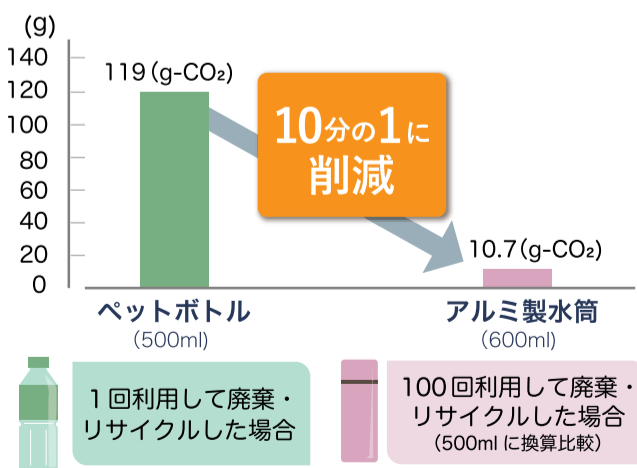 (g)
140
120
100
80
60
40
20
0
119(g-CO₂)
10分の1に
削減
10.7(g-CO₂)
ペットボトル
(500ml)
アルミ製水筒
(600ml)
1回利用して廃棄・
リサイクルした場合
100回利用して廃棄・
リサイクルした場合
(500mlに換算比較)